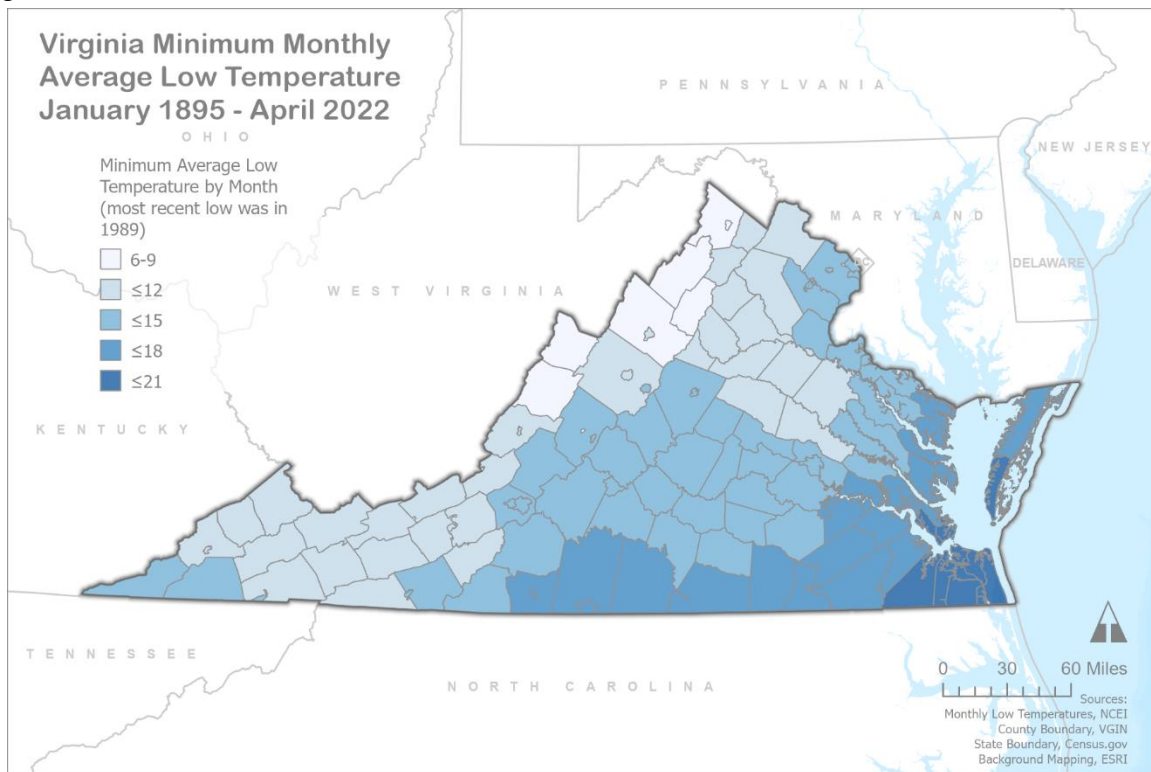 Virginia Minimum Monthly
Average Low Temperature
January 1895 - April 2022
PENNSYLVANIA
OHIO
NEW JERSEY
Minimum Average Low
Temperature by Month
(most recent low was in
1989)
6-9
≤12
≤15
≤18
≤21
MARYLAND
DC
DELAWARE
WEST VIRGINIA
KENTUCKY
TENNESSEE
NORTH CAROLINA
0 30 60 Miles
Sources:
Monthly Low Temperatures, NCEI
County Boundary, VGIN
State Boundary, Census.gov
Background Mapping, ESRI